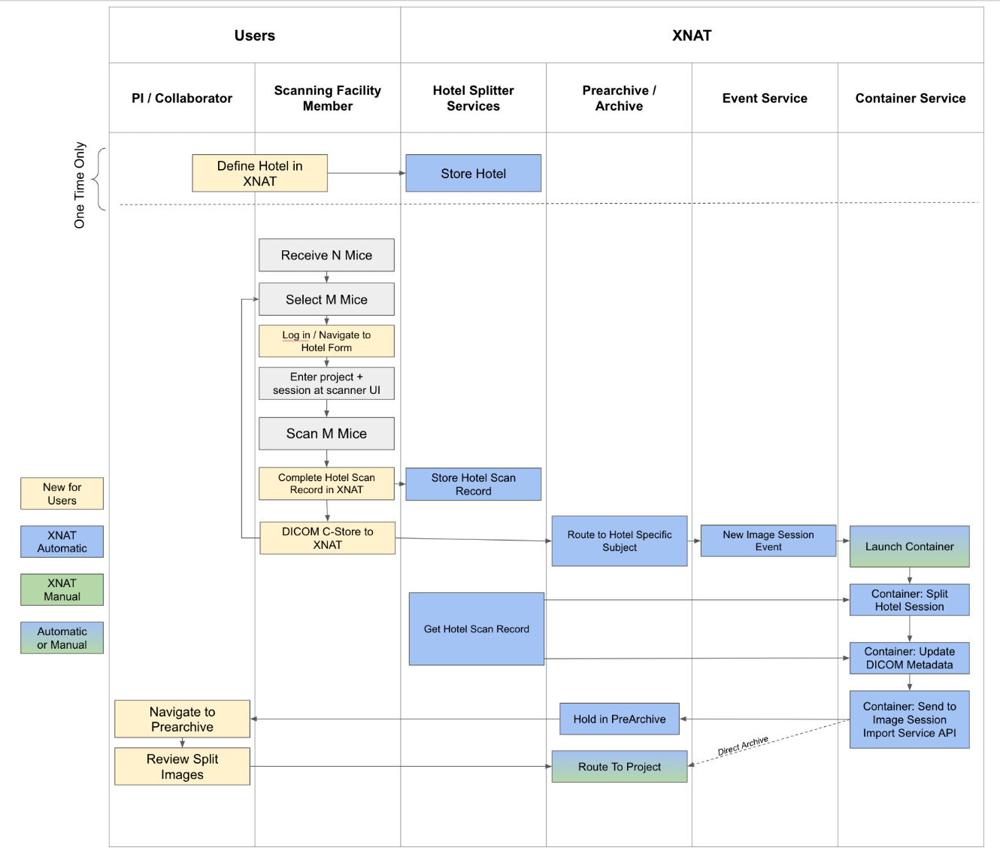 Users
XNAT
PI / Collaborator
Scanning Facility
Member
Hotel Splitter
Services
Prearchive /
Archive
Event Service
Container Service
One Time Only
Define Hotel in
XNAT
Store Hotel
Receive N Mice
Select M Mice
Log in / Navigate to
Hotel Form
Enter project +
session at scanner UI
Scan M Mice
Complete Hotel Scan
Record in XNAT
Store Hotel Scan
Record
DICOM C-Store to
XNAT
Route to Hotel Specific
Subject
New Image Session
Event
Launch Container
Get Hotel Scan Record
Container: Split
Hotel Session
Container: Update
DICOM Metadata
Container: Send to
Image Session
Import Service API
Hold in PreArchive
Navigate to
Prearchive
Review Split
Images
Direct Archive
Route To Project
New for
Users
XNAT
Automatic
XNAT
Manual
Automatic
or Manual